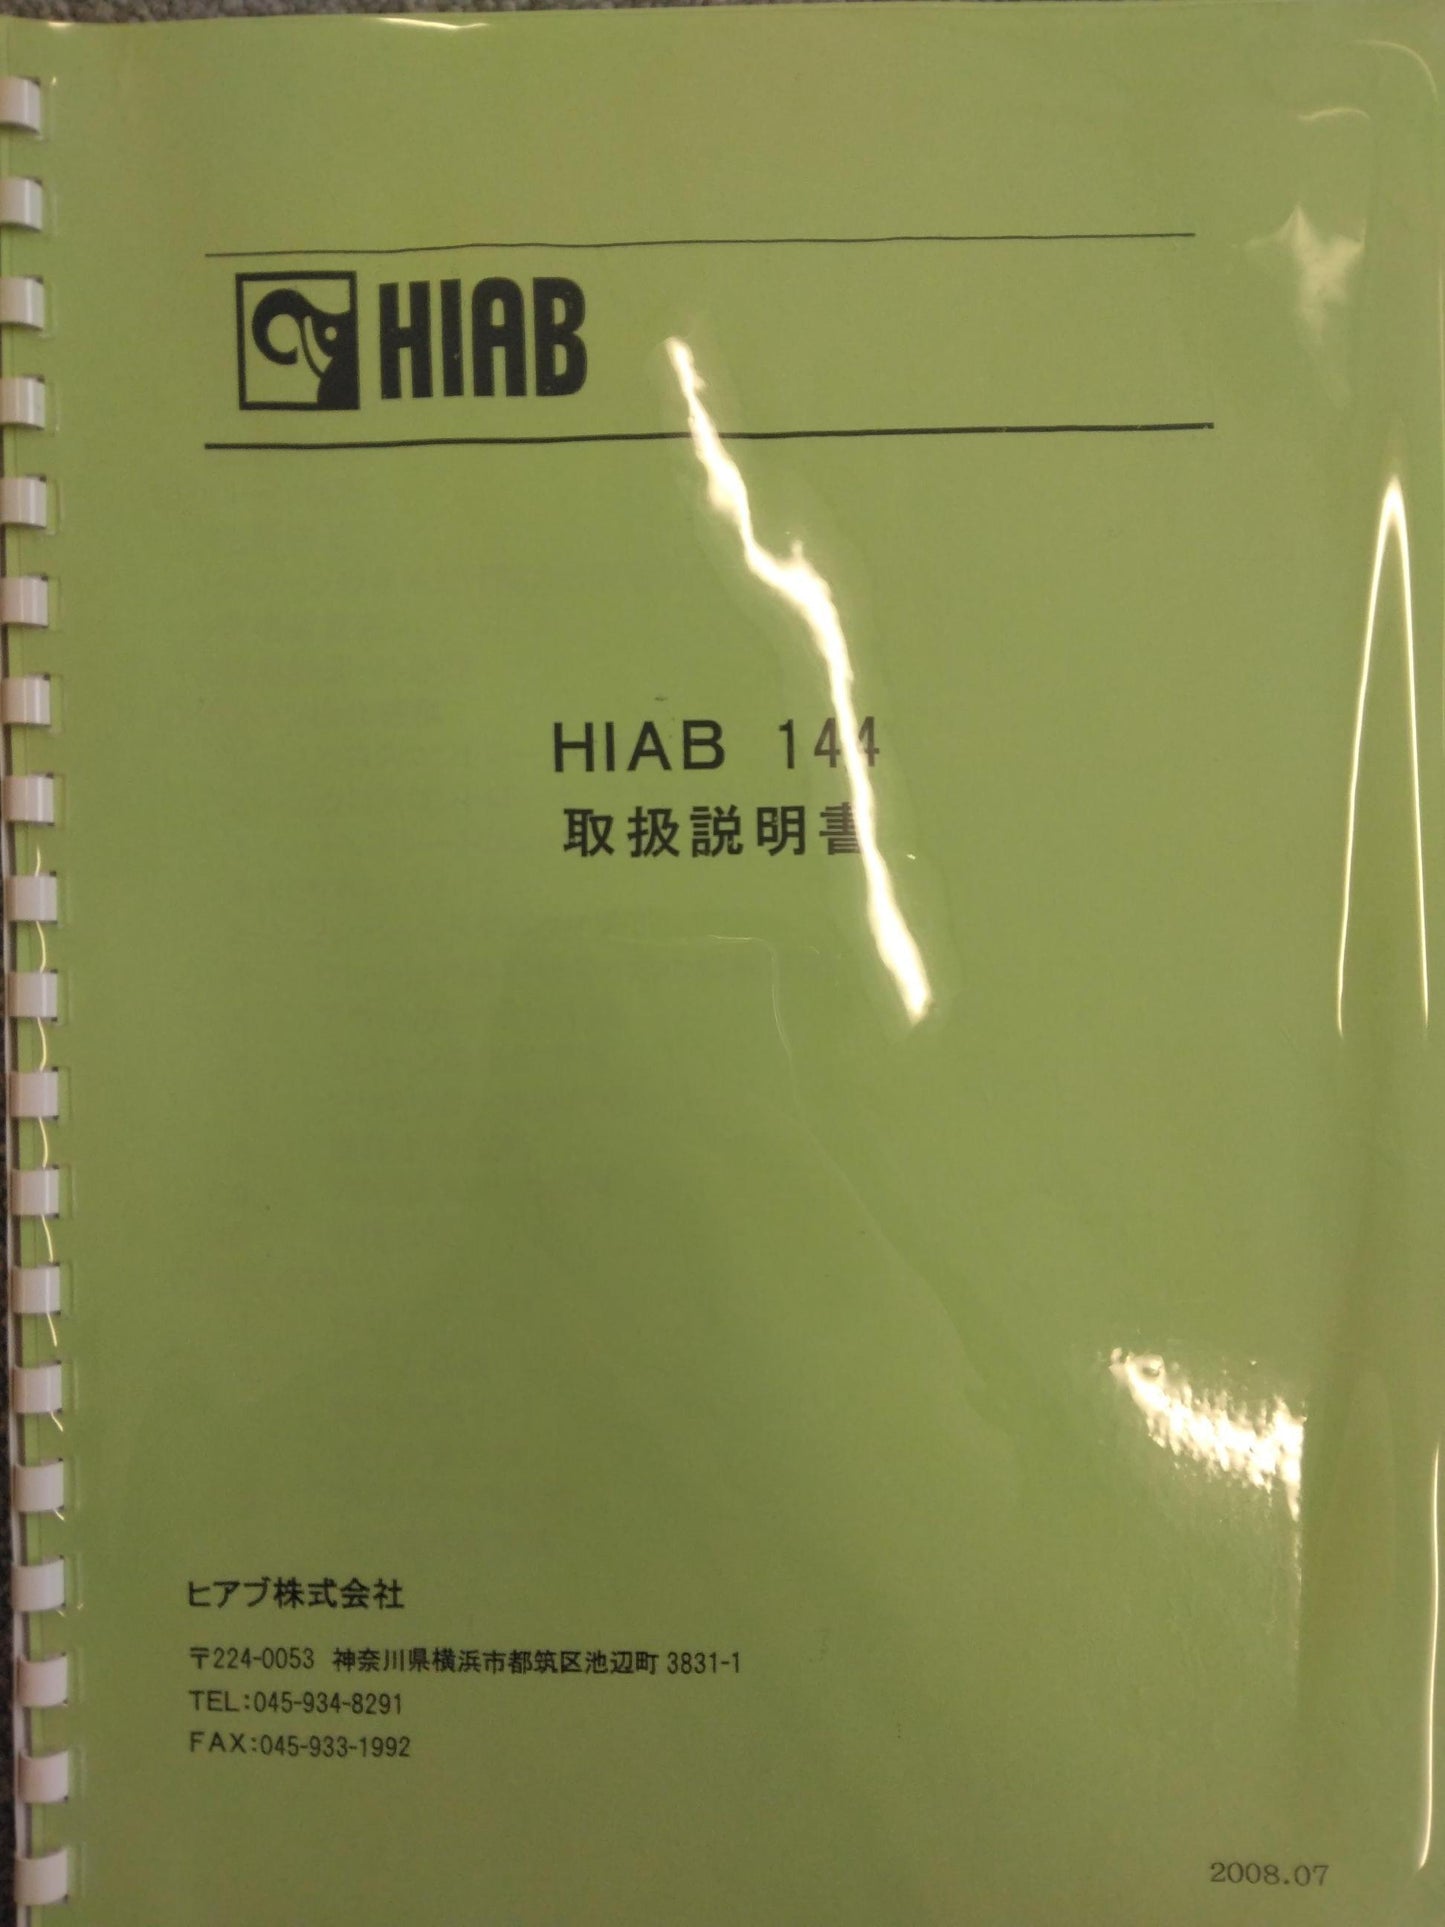 HIAB
HIAB 144
取扱説明書
ヒアブ株式会社
〒224-0053 神奈川県横浜市都筑区池辺町 3831-1
TEL:045-934-8291
FAX:045-933-1992
2008.07